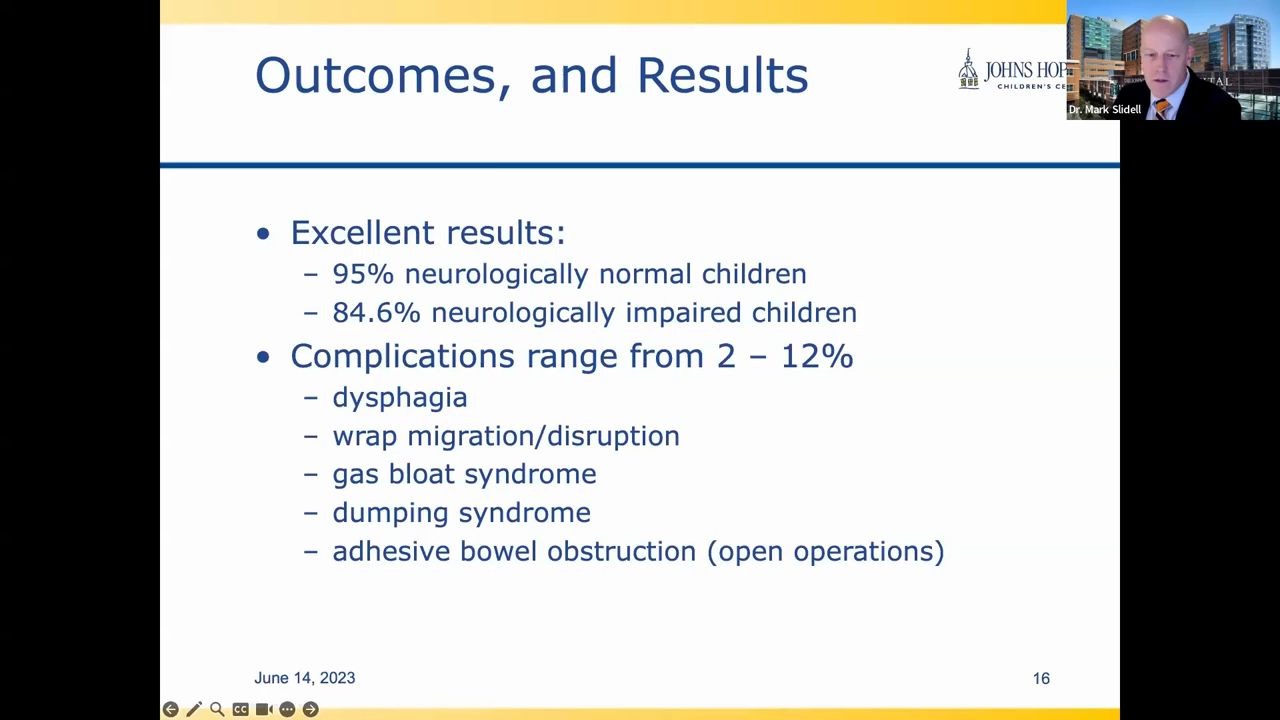 Outcomes, and Results
JOHNS HOP
CHILDREN'S CE
Dr. Mark Slidell
• Excellent results:
– 95% neurologically normal children
– 84.6% neurologically impaired children
• Complications range from 2 – 12%
– dysphagia
– wrap migration/disruption
– gas bloat syndrome
– dumping syndrome
– adhesive bowel obstruction (open operations)
June 14, 2023
16
CC